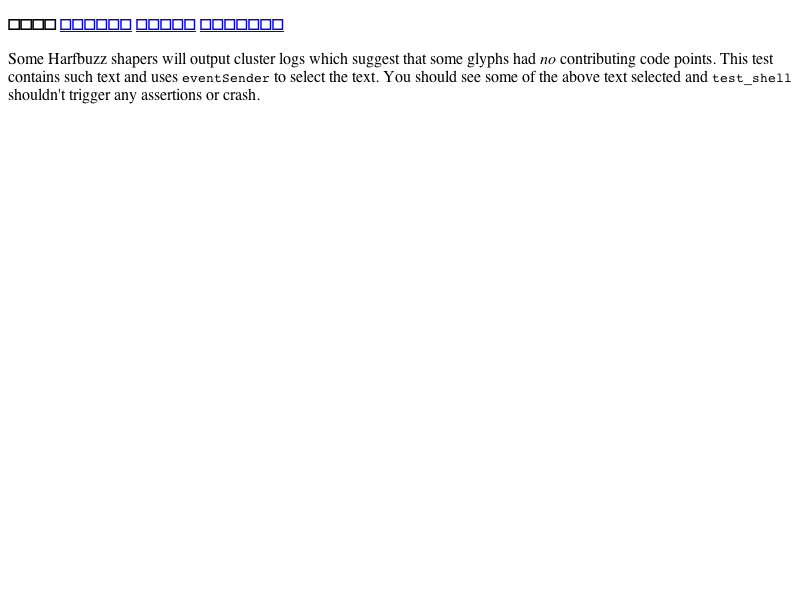 Some Harfbuzz shapers will output cluster logs which suggest that some glyphs had no contributing code points. This test
contains such text and uses eventSender to select the text. You should see some of the above text selected and test_shell
shouldn't trigger any assertions or crash.